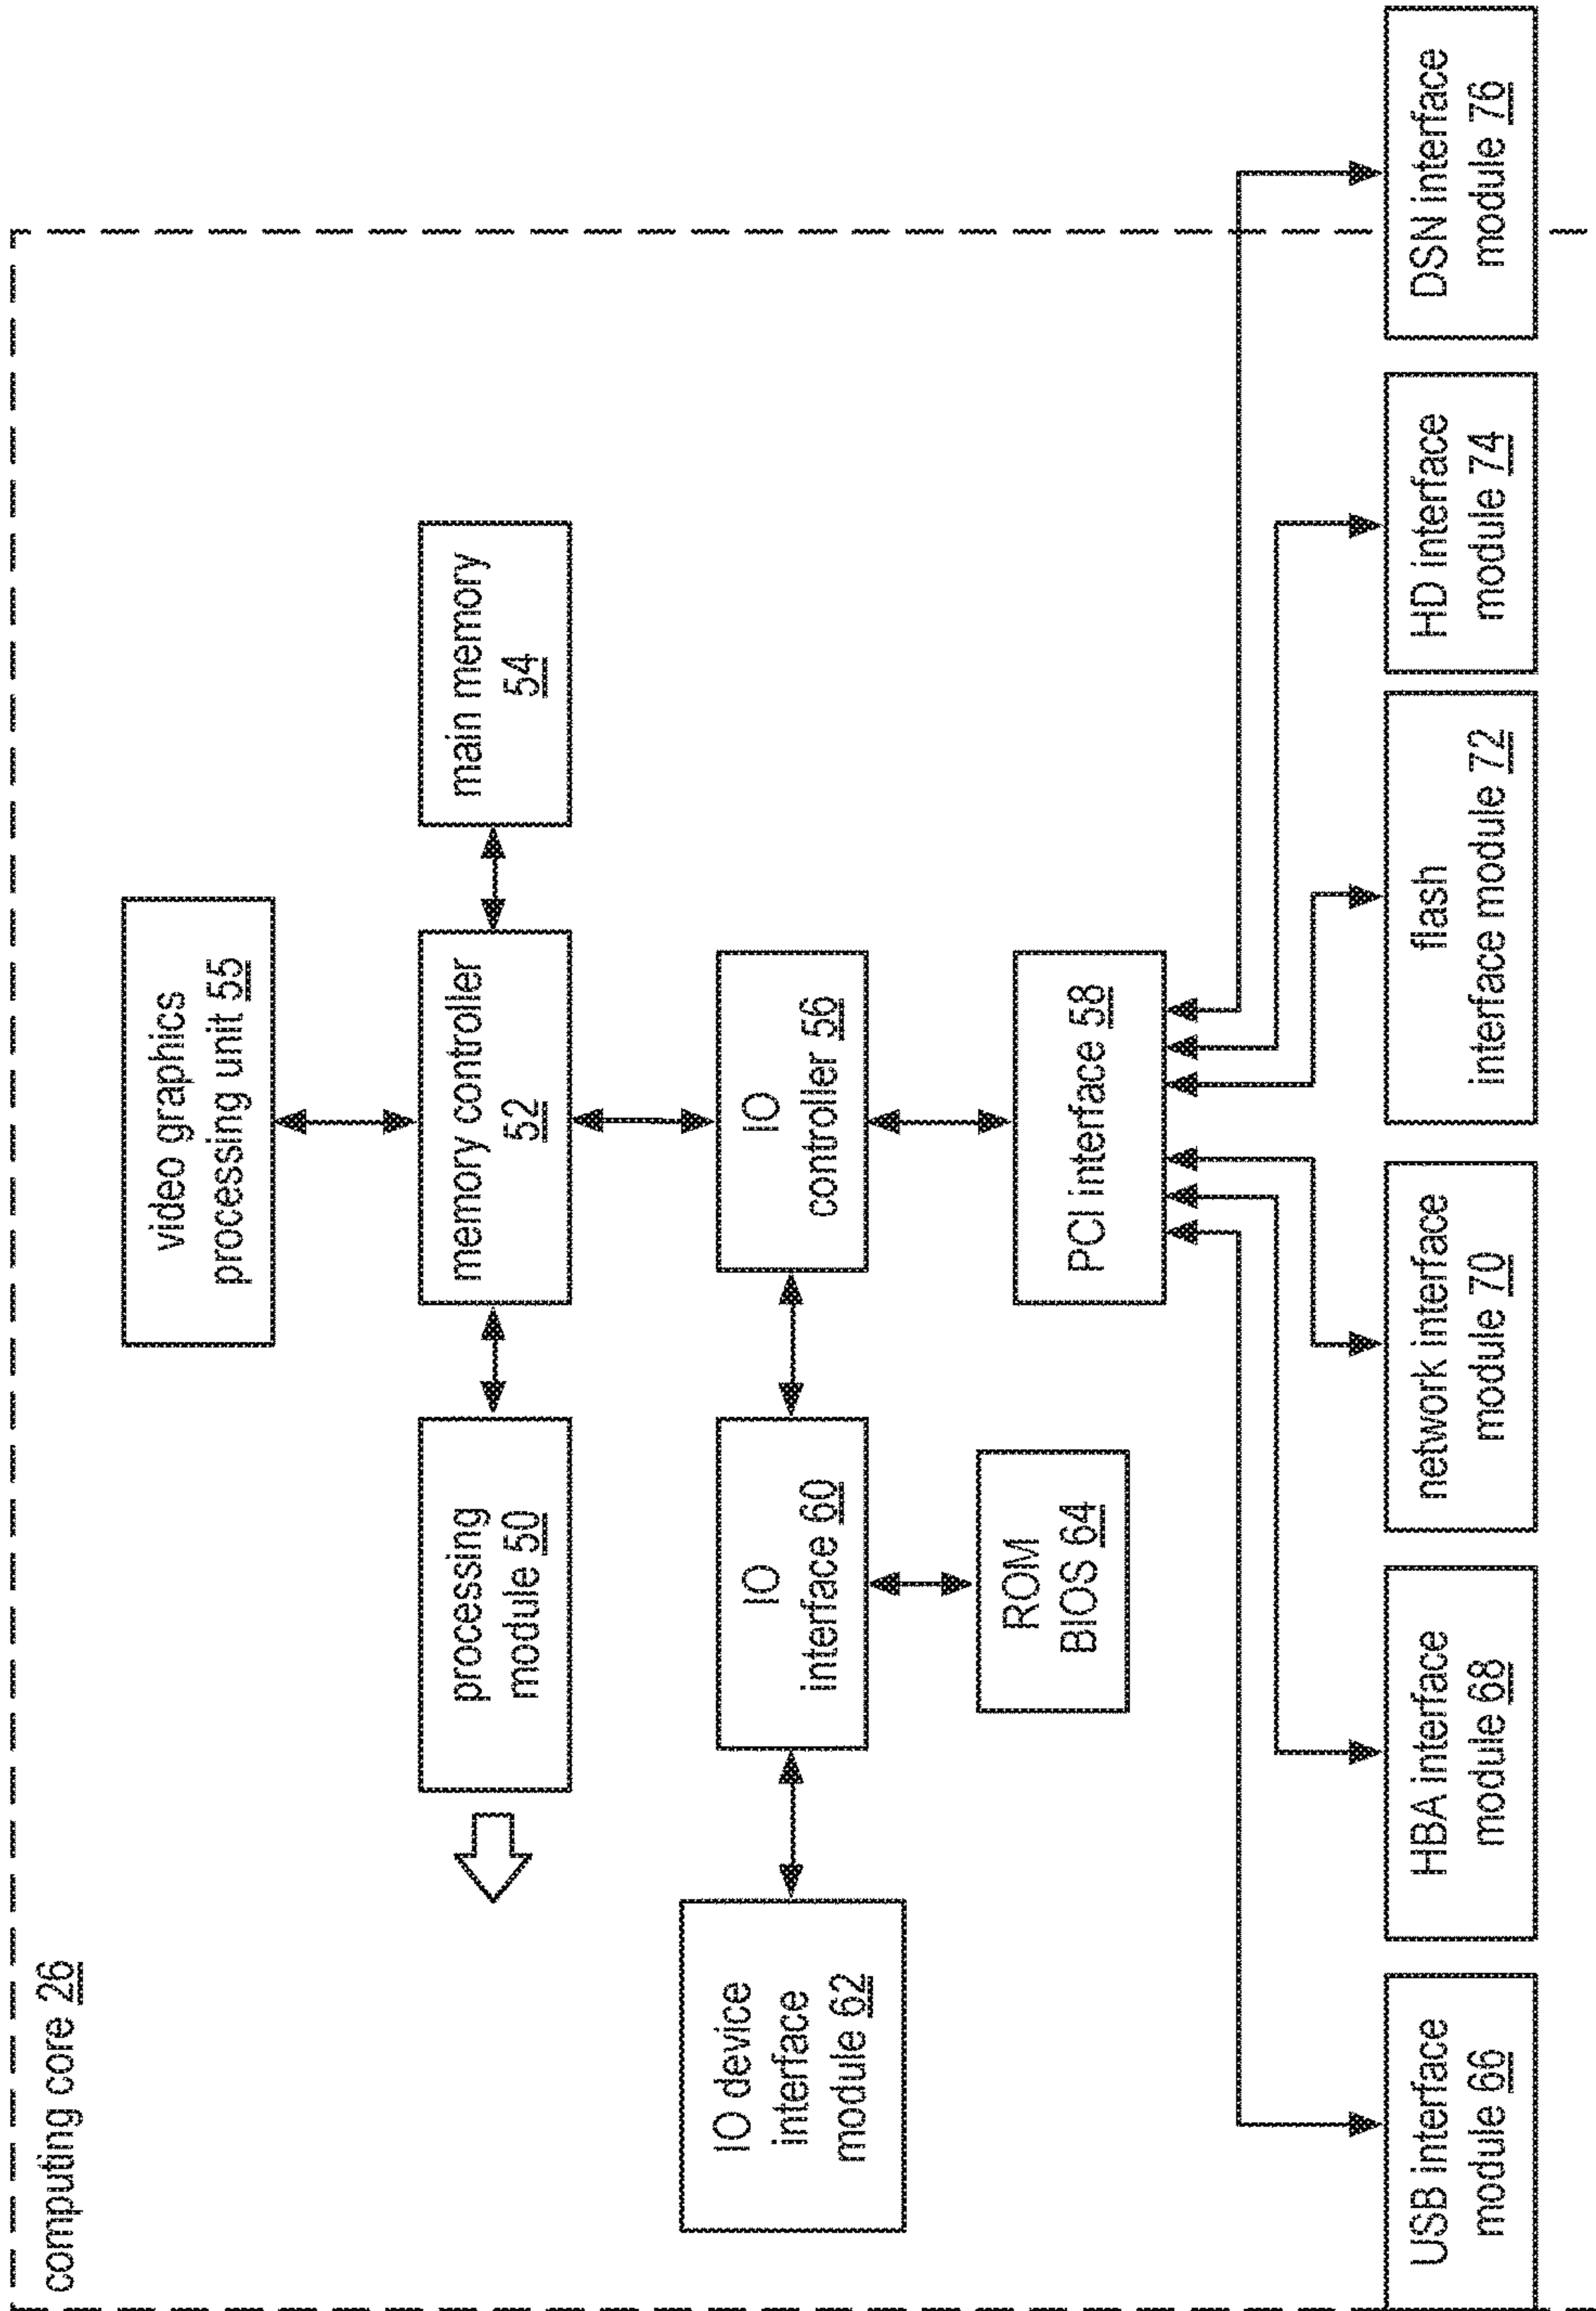 computing core 26
video graphics
processing unit 55
processing
module 50
memory controller
52
main memory
54
IO device
interface
module 62
IO
interface 60
IO
controller 56
ROM
BIOS 64
PCI interface 58
USB interface
module 66
HBA interface
module 68
network interface
module 70
flash
interface module 72
HD interface
module 74
DSN interface
module 76